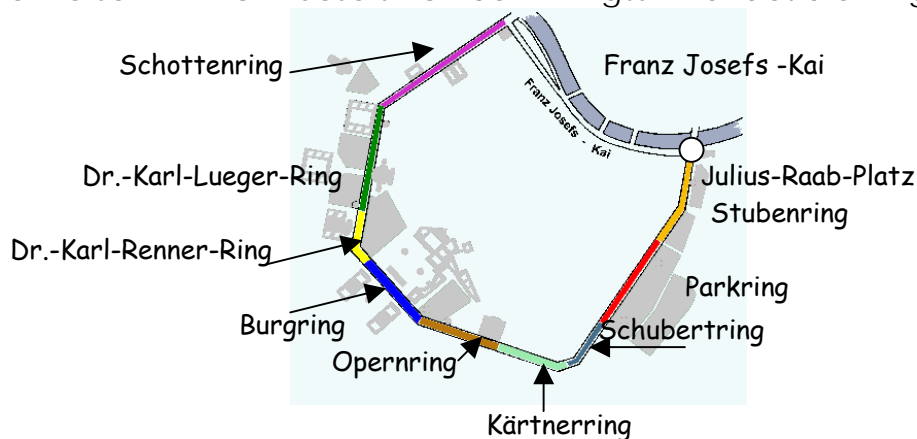 Schottenring
Franz Josefs -Kai
Franz Josefs - Kai
Dr.-Karl-Lueger-Ring
Julius-Raab-Platz
Stubenring
Dr.-Karl-Renner-Ring
Parkring
Burgring
Schubertring
Opernring
Kärtnerring